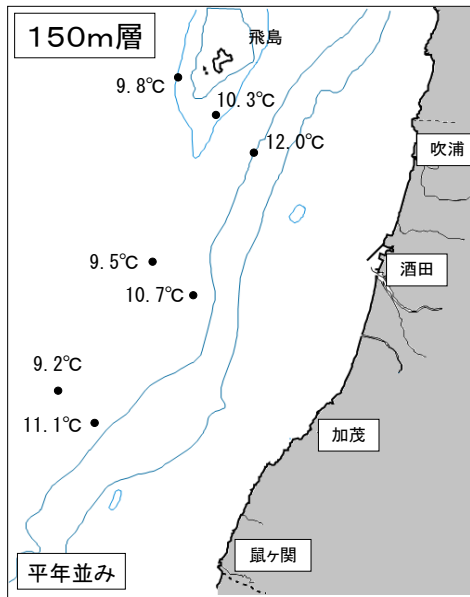 150m層
飛島
9.8℃
10.3℃
12.0℃
吹浦
9.5℃
酒田
10.7℃
9.2℃
11.1℃
加茂
鼠ヶ関
平年並み